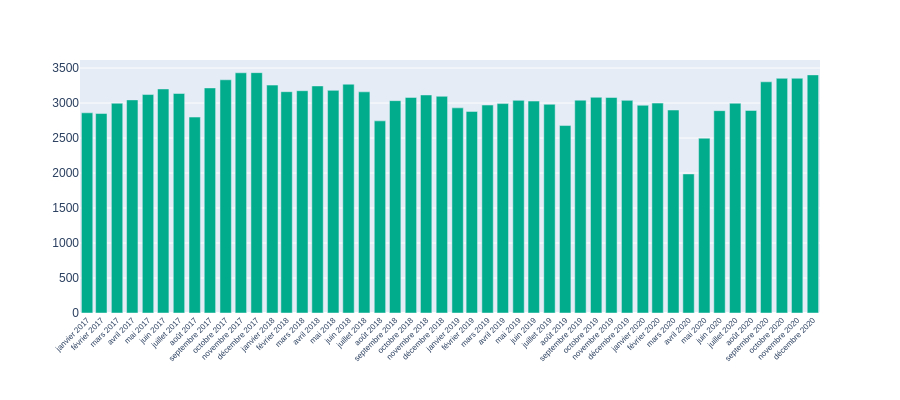 3500
3000
2500
2000
1500
1000
500
0
janvier 2017
février 2017
mars 2017
avril 2017
mai 2017
juin 2017
juillet 2017
août 2017
septembre 2017
octobre 2017
novembre 2017
décembre 2017
janvier 2018
février 2018
mars 2018
avril 2018
mai 2018
juin 2018
juillet 2018
août 2018
septembre 2018
octobre 2018
novembre 2018
décembre 2018
janvier 2019
février 2019
mars 2019
avril 2019
mai 2019
juin 2019
juillet 2019
août 2019
septembre 2019
octobre 2019
novembre 2019
décembre 2019
janvier 2020
février 2020
mars 2020
avril 2020
mai 2020
juin 2020
juillet 2020
août 2020
septembre 2020
octobre 2020
novembre 2020
décembre 2020